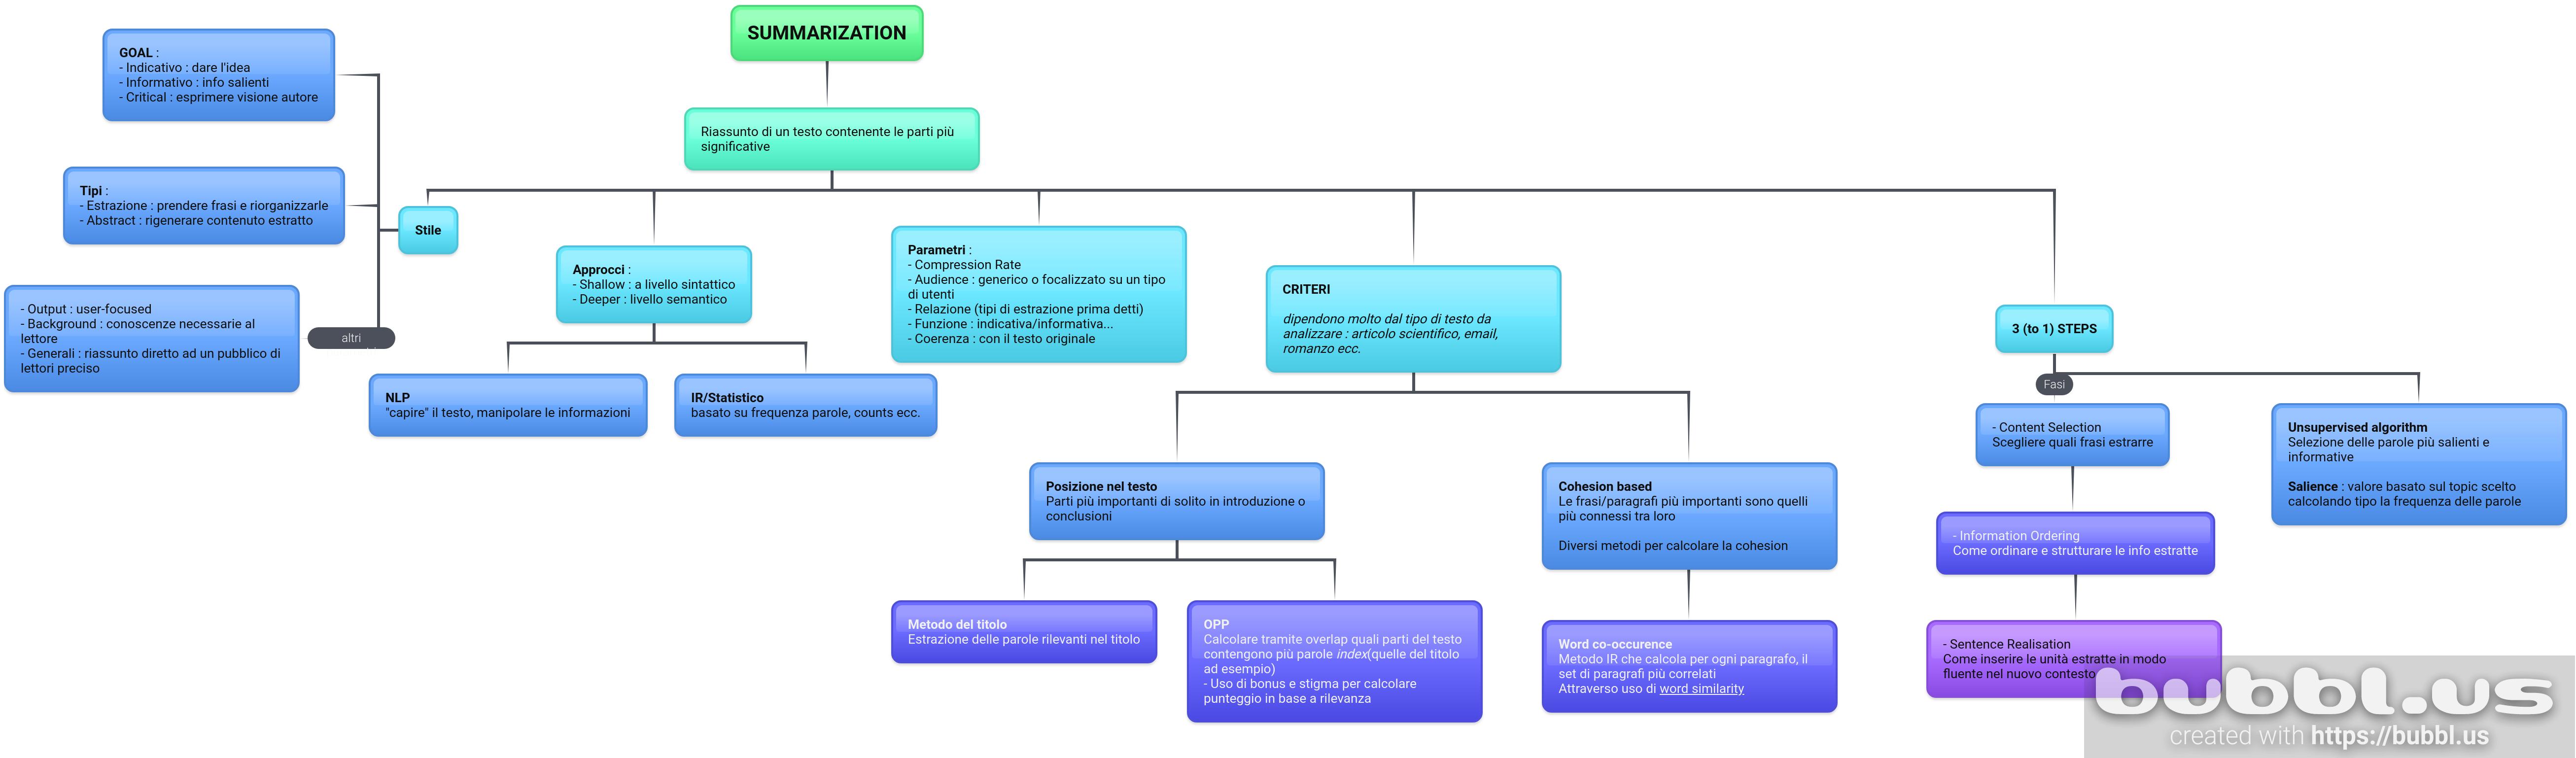 SUMMARIZATION
Riassunto di un testo contenente le parti più
significative
GOAL :
- Indicativo : dare l'idea
- Informativo : info salienti
- Critical : esprimere visione autore
Tipi :
- Estrazione : prendere frasi e riorganizzarle
- Abstract : rigenerare contenuto estratto
Stile
- Output : user-focused
- Background : conoscenze necessarie al
lettore
- Generali : riassunto diretto ad un pubblico di
lettori preciso
altri
Approcci :
- Shallow : a livello sintattico
- Deeper : livello semantico
NLP
"capire" il testo, manipolare le informazioni
IR/Statistico
basato su frequenza parole, counts ecc.
Parametri :
- Compression Rate
- Audience : generico o focalizzato su un tipo
di utenti
- Relazione (tipi di estrazione prima detti)
- Funzione : indicativa/informativa...
- Coerenza : con il testo originale
CRITERI
dipendono molto dal tipo di testo da
analizzare : articolo scientifico, email,
romanzo ecc.
Posizione nel testo
Parti più importanti di solito in introduzione o
conclusioni
Metodo del titolo
Estrazione delle parole rilevanti nel titolo
OPP
Calcolare tramite overlap quali parti del testo
contengono più parole index(quelle del titolo
ad esempio)
- Uso di bonus e stigma per calcolare
punteggio in base a rilevanza
Cohesion based
Le frasi/paragrafi più importanti sono quelli
più connessi tra loro
Diversi metodi per calcolare la cohesion
Word co-occurence
Metodo IR che calcola per ogni paragrafo, il
set di paragrafi più correlati
Attraverso uso di word similarity
3 (to 1) STEPS
Fasi
- Content Selection
Scegliere quali frasi estrarre
- Information Ordering
Come ordinare e strutturare le info estratte
- Sentence Realisation
Come inserire le unità estratte in modo
fluente nel nuovo contesto
Unsupervised algorithm
Selezione delle parole più salienti e
informative
Salience : valore basato sul topic scelto
calcolando tipo la frequenza delle parole
bubbl.us
created with https://bubbl.us